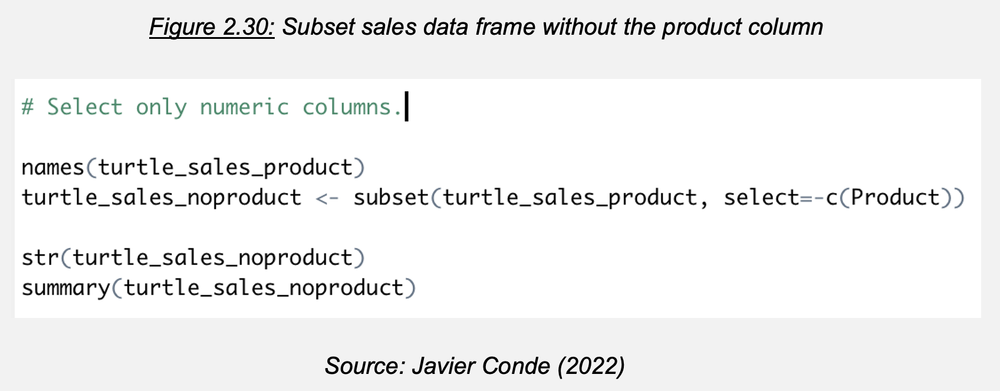 Figure 2.30: Subset sales data frame without the product column
# Select only numeric columns.
names(turtle_sales_product)
turtle_sales_noproduct <- subset(turtle_sales_product, select=-c(Product))
str(turtle_sales_noproduct)
summary(turtle_sales_noproduct)
Source: Javier Conde (2022)